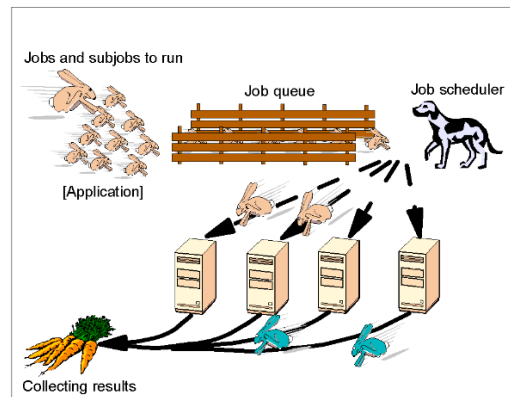 Jobs and subjobs to run
Job queue
Job scheduler
[Application]
Collecting results